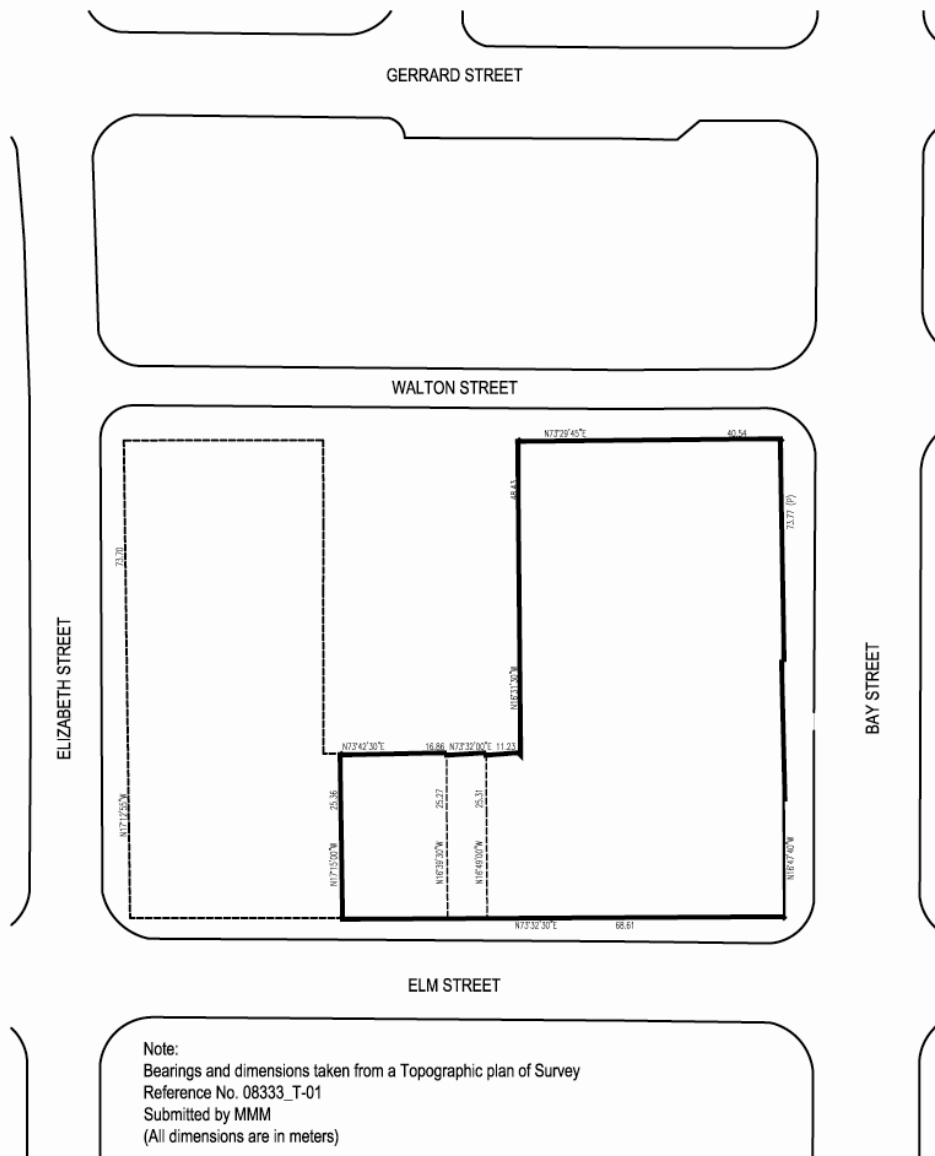 GERRARD STREET
WALTON STREET
N73°29'45"E 40.54
48.43
73.77 (P)
73.70
ELIZABETH STREET
BAY STREET
N16°31'30"W
N73°42'30"E 16.86 N73°32'00"E 11.23
25.36
25.27
25.31
N17°12'55"W
N17°15'00"W
N16°39'30"W
N16°49'00"W
N16°47'40"W
N73°32'30"E 68.61
ELM STREET
Note:
Bearings and dimensions taken from a Topographic plan of Survey
Reference No. 08333_T-01
Submitted by MMM
(All dimensions are in meters)